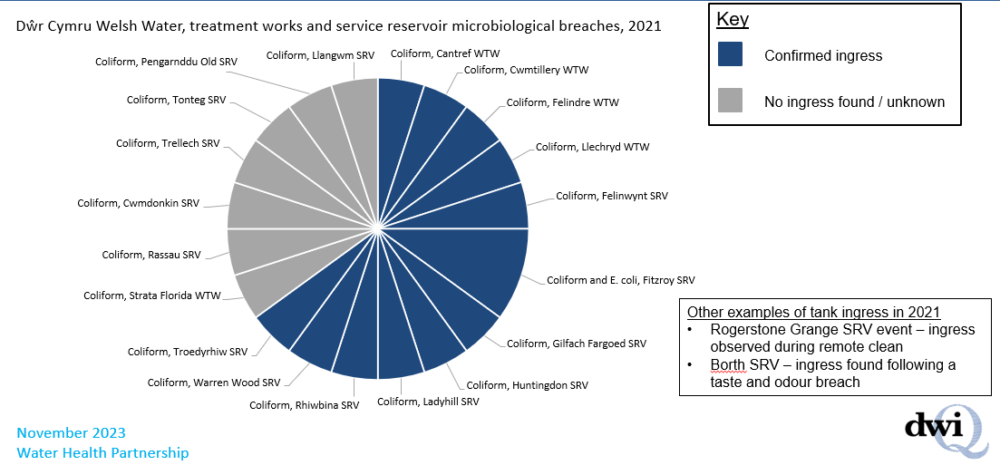 Dŵr Cymru Welsh Water, treatment works and service reservoir microbiological breaches, 2021
Key
Confirmed ingress
No ingress found / unknown
Coliform, Llangwm SRV
Coliform, Cantref WTW
Coliform, Pengarnddu Old SRV
Coliform, Cwmtillery WTW
Coliform, Tonteg SRV
Coliform, Felindre WTW
Coliform, Trellech SRV
Coliform, Llechryd WTW
Coliform, Cwmdonkin SRV
Coliform, Felinwynt SRV
Coliform, Rassau SRV
Coliform and E. coli, Fitzroy SRV
Coliform, Strata Florida WTW
Coliform, Troedyrhiw SRV
Coliform, Gilfach Fargoed SRV
Coliform, Warren Wood SRV
Coliform, Huntingdon SRV
Coliform, Rhiwbina SRV
Coliform, Ladyhill SRV
Other examples of tank ingress in 2021
• Rogerstone Grange SRV event – ingress
observed during remote clean
• Borth SRV – ingress found following a
taste and odour breach
November 2023
Water Health Partnership
dwi